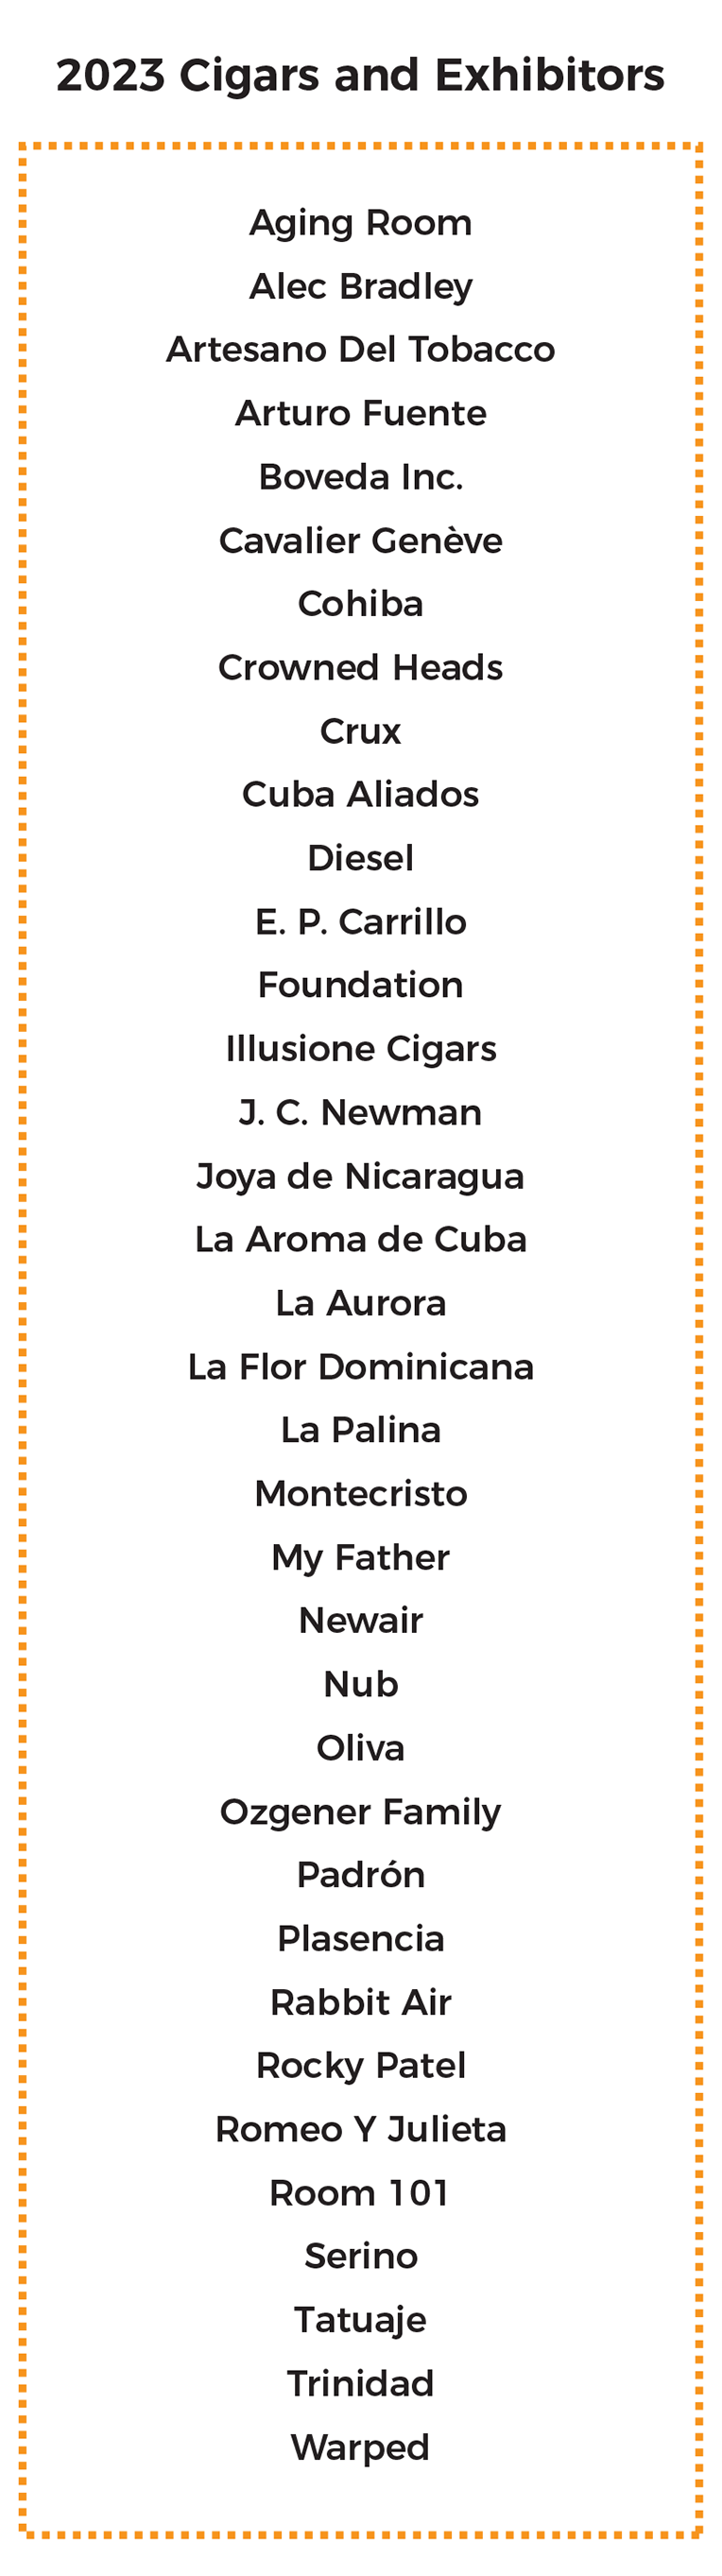 2023 Cigars and Exhibitors
Aging Room
Alec Bradley
Artesano Del Tobacco
Arturo Fuente
Boveda Inc.
Cavalier Genève
Cohiba
Crowned Heads
Crux
Cuba Aliados
Diesel
E. P. Carrillo
Foundation
Illusione Cigars
J. C. Newman
Joya de Nicaragua
La Aroma de Cuba
La Aurora
La Flor Dominicana
La Palina
Montecristo
My Father
Newair
Nub
Oliva
Ozgener Family
Padrón
Plasencia
Rabbit Air
Rocky Patel
Romeo Y Julieta
Room 101
Serino
Tatuaje
Trinidad
Warped